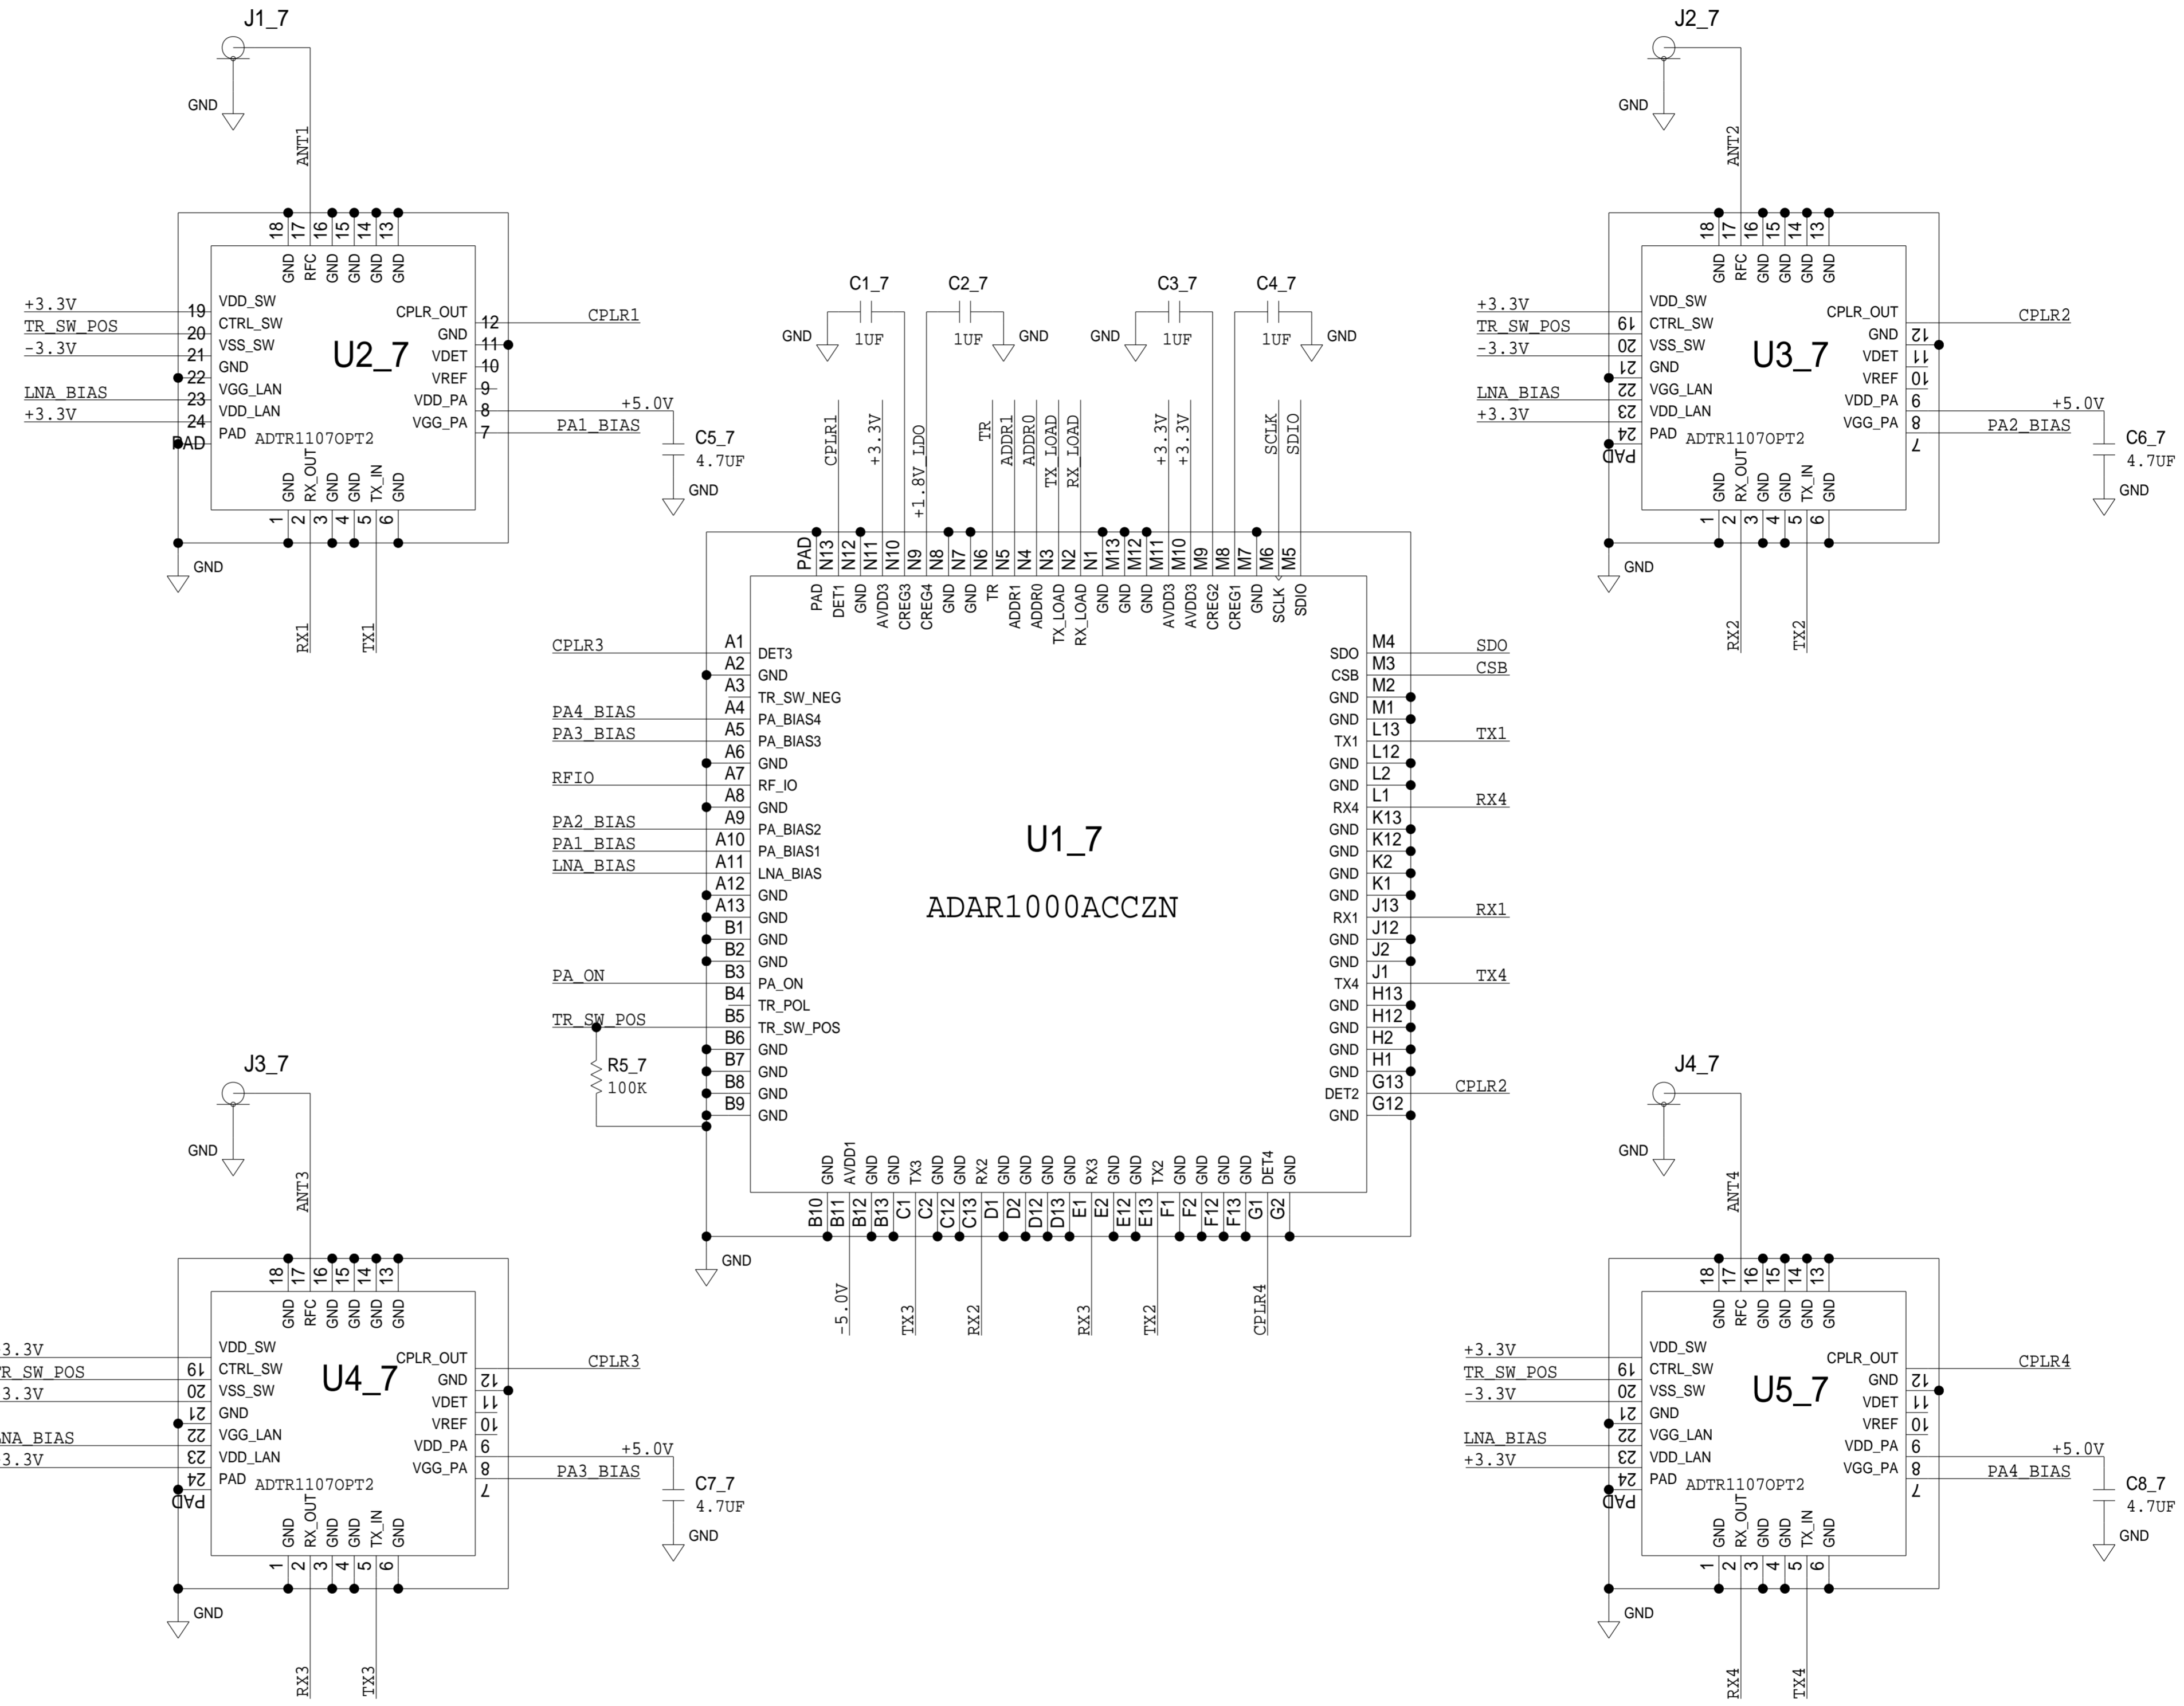 J1_7
GND
ANT1
18 17 16 15 14 13
GND RFC GND GND GND GND
+3.3V
TR_SW_POS
-3.3V
LNA_BIAS
+3.3V
19
20
21
22
23
24
PAD
VDD_SW
CTRL_SW
VSS_SW
GND
VGG_LAN
VDD_LAN
PAD
U2_7
ADTR1107OPT2
CPLR_OUT
GND
VDET
VREF
VDD_PA
VGG_PA
12
11
10
9
8
7
CPLR1
+5.0V
PA1_BIAS
C5_7
4.7UF
GND
GND RX_OUT GND GND TX_IN GND
1 2 3 4 5 6
GND
RX1
TX1
J2_7
GND
ANT2
18 17 16 15 14 13
GND RFC GND GND GND GND
+3.3V
TR_SW_POS
-3.3V
LNA_BIAS
+3.3V
19
20
21
22
23
24
PAD
VDD_SW
CTRL_SW
VSS_SW
GND
VGG_LAN
VDD_LAN
PAD
U3_7
ADTR1107OPT2
CPLR_OUT
GND
VDET
VREF
VDD_PA
VGG_PA
12
11
10
9
8
7
CPLR2
+5.0V
PA2_BIAS
C6_7
4.7UF
GND
GND RX_OUT GND GND TX_IN GND
1 2 3 4 5 6
GND
RX2
TX2
C1_7
GND
1UF
C2_7
1UF
GND
C3_7
GND
1UF
C4_7
1UF
GND
CPLR1
+3.3V
+1.8V_LDO
TR
ADDR1
ADDR0
TX_LOAD
RX_LOAD
+3.3V
+3.3V
SCLK
SDIO
PAD N13 N12 N11 N10 N9 N8 N7 N6 N5 N4 N3 N2 N1 M13 M12 M11 M10 M9 M8 M7 M6 M5
PAD DET1 GND AVDD3 CREG3 CREG4 GND GND TR ADDR1 ADDR0 TX_LOAD RX_LOAD GND GND GND AVDD3 AVDD3 CREG2 CREG1 GND SCLK SDIO
CPLR3 A1 DET3
A2 GND
A3 TR_SW_NEG
PA4_BIAS A4 PA_BIAS4
PA3_BIAS A5 PA_BIAS3
A6 GND
RFIO A7 RF_IO
A8 GND
PA2_BIAS A9 PA_BIAS2
PA1_BIAS A10 PA_BIAS1
LNA_BIAS A11 LNA_BIAS
A12 GND
A13 GND
B1 GND
B2 GND
PA_ON B3 PA_ON
B4 TR_POL
TR_SW_POS B5 TR_SW_POS
B6 GND
B7 GND
B8 GND
B9 GND
R5_7
100K
U1_7
ADAR1000ACCZN
SDO M4 SDO
CSB M3 CSB
GND M2
GND M1
TX1 L13 TX1
GND L12
GND L2
RX4 L1 RX4
GND K13
GND K12
GND K2
GND K1
RX1 J13 RX1
GND J12
GND J2
TX4 J1 TX4
GND H13
GND H12
GND H2
GND H1
DET2 G13 CPLR2
GND G12
GND AVDD1 GND GND TX3 GND GND RX2 GND GND GND GND RX3 GND GND TX2 GND GND GND GND DET4 GND
B10 B11 B12 B13 C1 C2 C12 C13 D1 D2 D12 D13 E1 E2 E12 E13 F1 F2 F12 F13 G1 G2
GND
-5.0V
TX3
RX2
RX3
TX2
CPLR4
J3_7
GND
ANT3
18 17 16 15 14 13
GND RFC GND GND GND GND
3.3V
R_SW_POS
3.3V
NA_BIAS
3.3V
19
20
21
22
23
24
PAD
VDD_SW
CTRL_SW
VSS_SW
GND
VGG_LAN
VDD_LAN
PAD
U4_7
ADTR1107OPT2
CPLR_OUT
GND
VDET
VREF
VDD_PA
VGG_PA
12
11
10
9
8
7
CPLR3
+5.0V
PA3_BIAS
C7_7
4.7UF
GND
GND RX_OUT GND GND TX_IN GND
1 2 3 4 5 6
GND
RX3
TX3
J4_7
GND
ANT4
18 17 16 15 14 13
GND RFC GND GND GND GND
+3.3V
TR_SW_POS
-3.3V
LNA_BIAS
+3.3V
19
20
21
22
23
24
PAD
VDD_SW
CTRL_SW
VSS_SW
GND
VGG_LAN
VDD_LAN
PAD
U5_7
ADTR1107OPT2
CPLR_OUT
GND
VDET
VREF
VDD_PA
VGG_PA
12
11
10
9
8
7
CPLR4
+5.0V
PA4_BIAS
C8_7
4.7UF
GND
GND RX_OUT GND GND TX_IN GND
1 2 3 4 5 6
GND
RX4
TX4